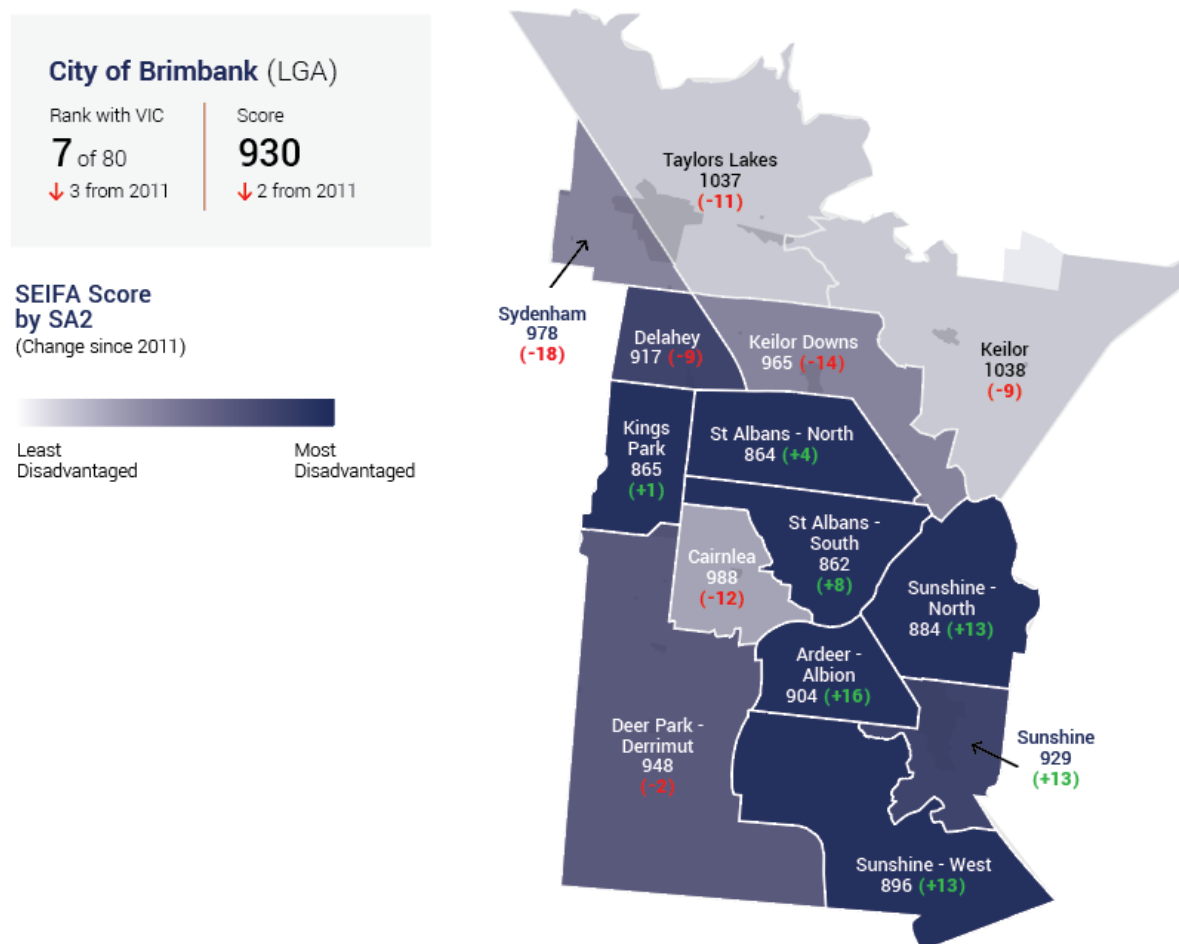 City of Brimbank (LGA)
Rank with VIC
7 of 80
↓ 3 from 2011
Score
930
↓ 2 from 2011
SEIFA Score
by SA2
(Change since 2011)
Least
Disadvantaged
Most
Disadvantaged
Taylors Lakes
1037
(-11)
Sydenham
978
(-18)
Delahey
917 (-9)
Keilor Downs
965 (-14)
Keilor
1038
(-9)
Kings
Park
865
(+1)
St Albans - North
864 (+4)
St Albans -
South
862
(+8)
Cairnlea
988
(-12)
Sunshine -
North
884 (+13)
Ardeer -
Albion
904 (+16)
Deer Park -
Derrimut
948
(-2)
Sunshine
929
(+13)
Sunshine - West
896 (+13)